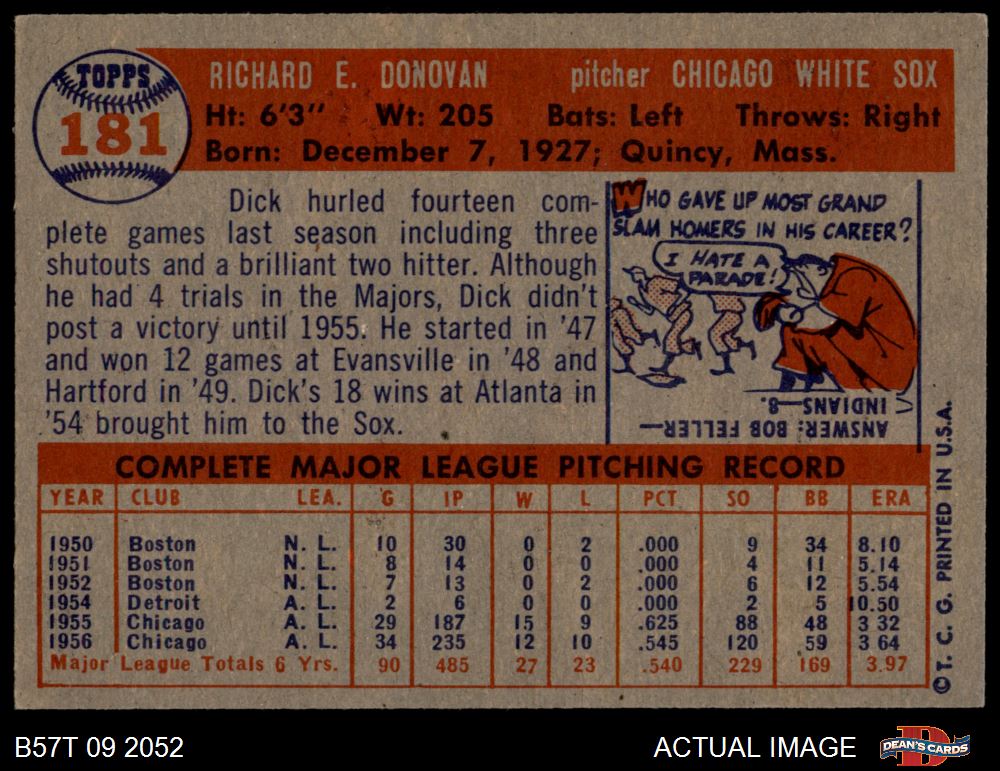 TOPPS
181
RICHARD E. DONOVAN pitcher CHICAGO WHITE SOX
Ht: 6'3" Wt: 205 Bats: Left Throws: Right
Born: December 7, 1927; Quincy, Mass.
Dick hurled fourteen com-
plete games last season including three
shutouts and a brilliant two hitter. Although
he had 4 trials in the Majors, Dick didn't
post a victory until 1955. He started in '47
and won 12 games at Evansville in '48 and
Hartford in '49. Dick's 18 wins at Atlanta in
'54 brought him to the Sox.
WHO GAVE UP MOST GRAND
SLAM HOMERS IN HIS CAREER?
I HATE A
PARADE!
ANSWER: BOB FELLER—
INDIANS—8.
COMPLETE MAJOR LEAGUE PITCHING RECORD
YEAR CLUB LEA. G IP W L PCT SO BB ERA
1950 Boston N. L. 10 30 0 2 .000 9 34 8.10
1951 Boston N. L. 8 14 0 0 .000 4 11 5.14
1952 Boston N. L. 7 13 0 2 .000 6 12 5.54
1954 Detroit A. L. 2 6 0 0 .000 2 5 10.50
1955 Chicago A. L. 29 187 15 9 .625 88 48 3 32
1956 Chicago A. L. 34 235 12 10 .545 120 59 3 64
Major League Totals 6 Yrs. 90 485 27 23 .540 229 169 3.97
© T. C. G. PRINTED IN U.S.A.
B57T 09 2052
ACTUAL IMAGE
DEAN'S CARDS